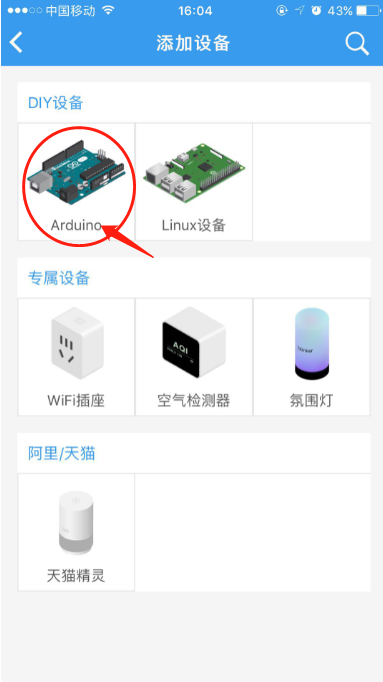 中国移动
16:04
43%
添加设备
DIY设备
Arduino
Linux设备
专属设备
AQI
WiFi插座
空气检测器
氛围灯
阿里/天猫
天猫精灵